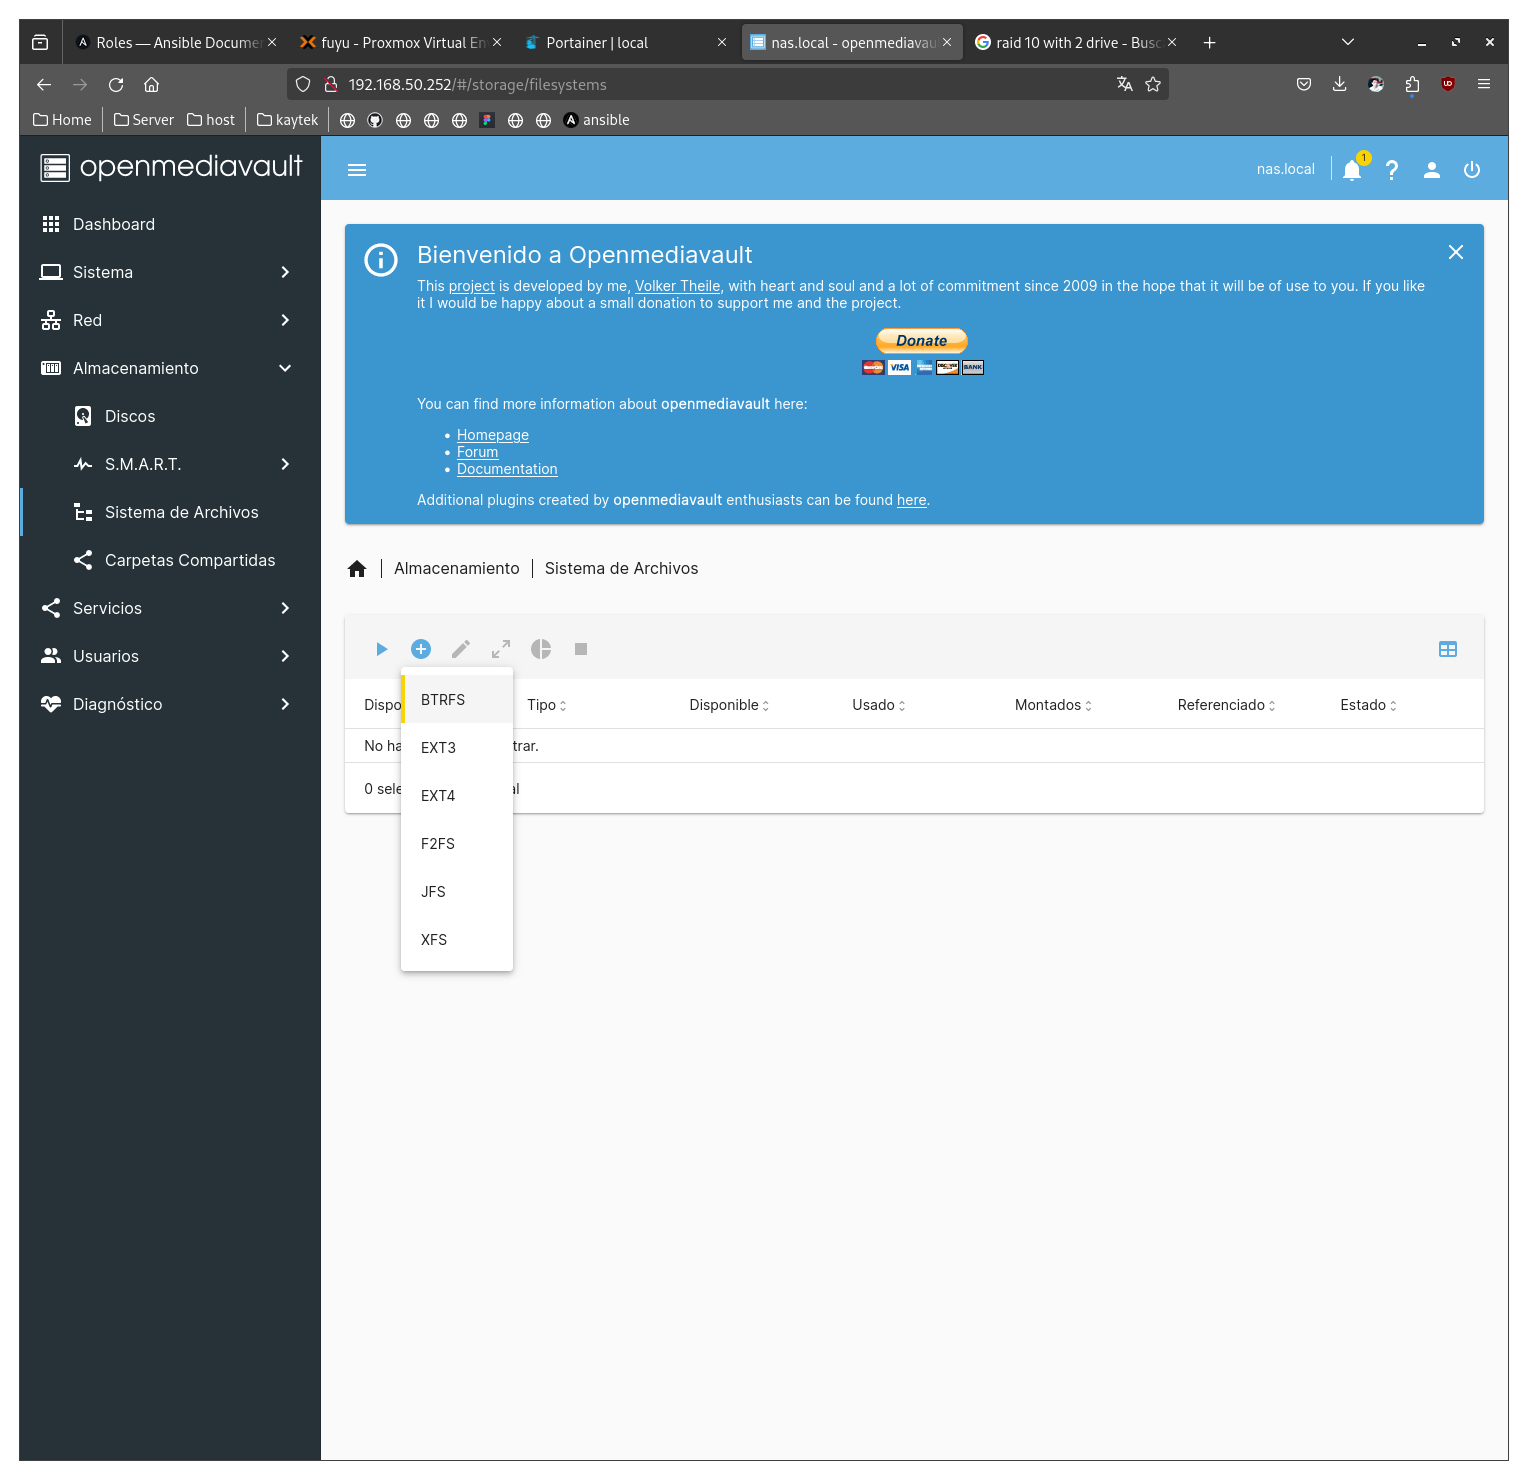 Roles — Ansible Documen
fuyu - Proxmox Virtual En
Portainer | local
nas.local - openmediavau
raid 10 with 2 drive - Busc
192.168.50.252/#/storage/filesystems
Home
Server
host
kaytek
ansible
openmediavault
nas.local
1
Dashboard
Sistema
Red
Almacenamiento
Discos
S.M.A.R.T.
Sistema de Archivos
Carpetas Compartidas
Servicios
Usuarios
Diagnóstico
Bienvenido a Openmediavault
This project is developed by me, Volker Theile, with heart and soul and a lot of commitment since 2009 in the hope that it will be of use to you. If you like
it I would be happy about a small donation to support me and the project.
Donate
VISA
BANK
You can find more information about openmediavault here:
• Homepage
• Forum
• Documentation
Additional plugins created by openmediavault enthusiasts can be found here.
Almacenamiento | Sistema de Archivos
Dispo
Tipo
Disponible
Usado
Montados
Referenciado
Estado
No ha
trar.
0 sele
al
BTRFS
EXT3
EXT4
F2FS
JFS
XFS